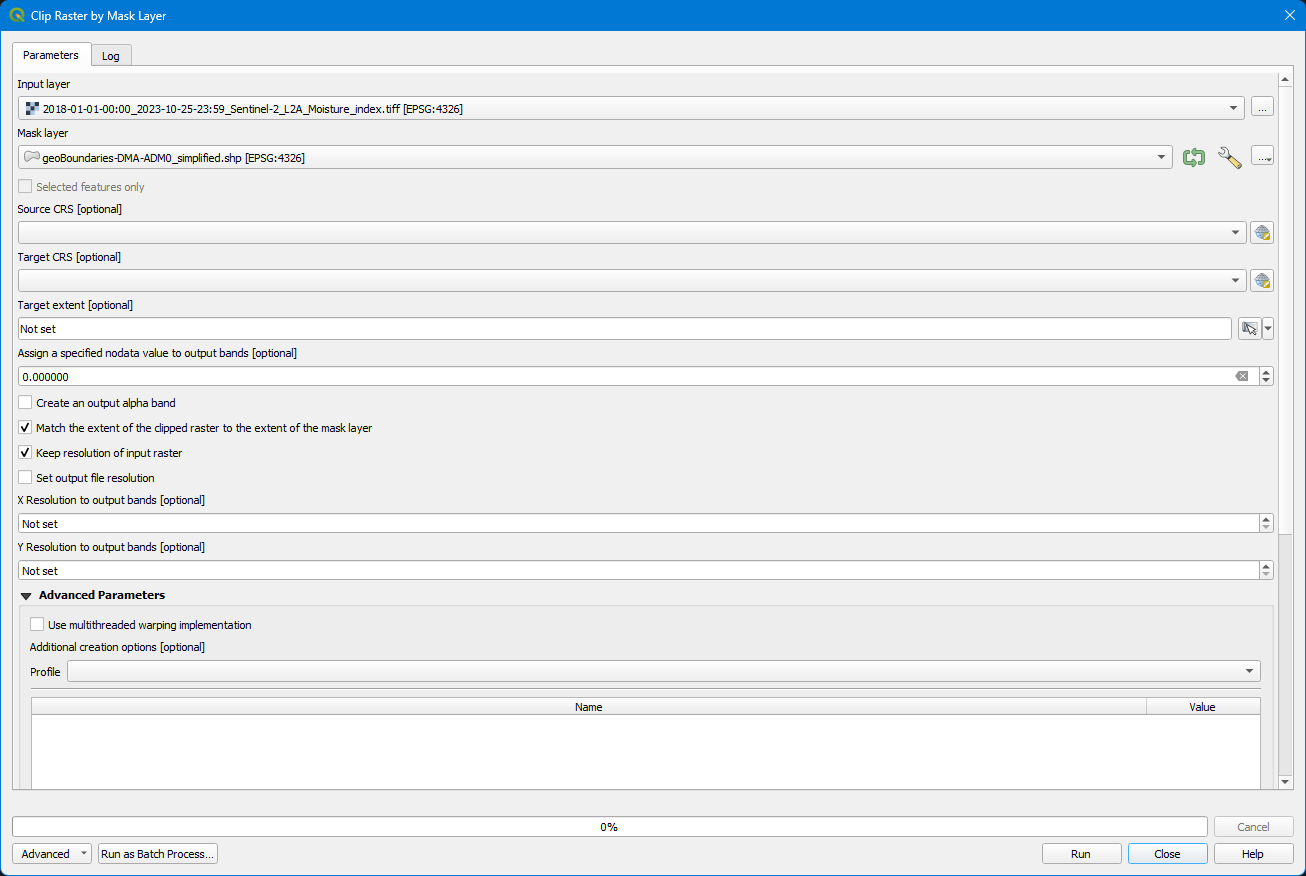 Clip Raster by Mask Layer
Parameters Log
Input layer
2018-01-01-00:00_2023-10-25-23:59_Sentinel-2_L2A_Moisture_index.tiff [EPSG:4326] ...
Mask layer
geoBoundaries-DMA-ADM0_simplified.shp [EPSG:4326] ...
Selected features only
Source CRS [optional]
Target CRS [optional]
Target extent [optional]
Not set
Assign a specified nodata value to output bands [optional]
0.000000
Create an output alpha band
Match the extent of the clipped raster to the extent of the mask layer
Keep resolution of input raster
Set output file resolution
X Resolution to output bands [optional]
Not set
Y Resolution to output bands [optional]
Not set
Advanced Parameters
Use multithreaded warping implementation
Additional creation options [optional]
Profile
Name Value
0% Cancel
Advanced Run as Batch Process... Run Close Help